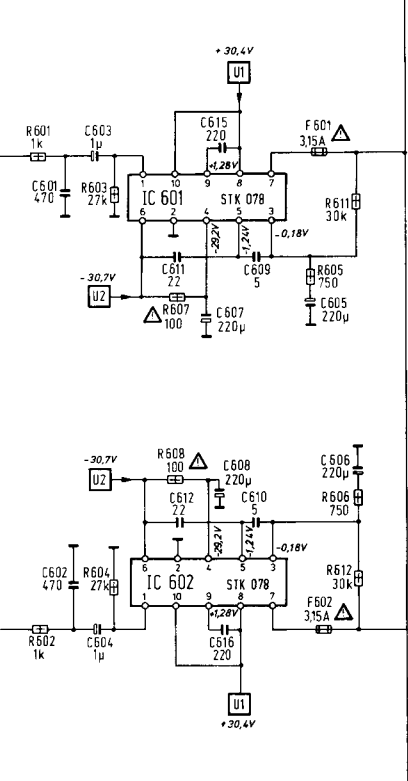 + 30,4V
U1
C615
220
F601
3,15A
R601
1k
C603
1µ
+1,28V
1
10
9
8
7
C601
470
R603
27k
IC 601
STK 078
R611
30k
6
2
4
5
3
-29,2V
-1,24V
-0,18V
-30,7V
U2
C611
22
C609
5
R605
750
R607
100
C607
220µ
C605
220µ
-30,7V
U2
R608
100
C608
220µ
C606
220µ
C612
22
C610
5
R606
750
-29,2V
-1,24V
-0,18V
6
2
4
5
3
C602
470
R604
27k
IC 602
STK 078
R612
30k
1
10
9
8
7
+1,28V
F602
3,15A
R602
1k
C604
1µ
C616
220
U1
+30,4V